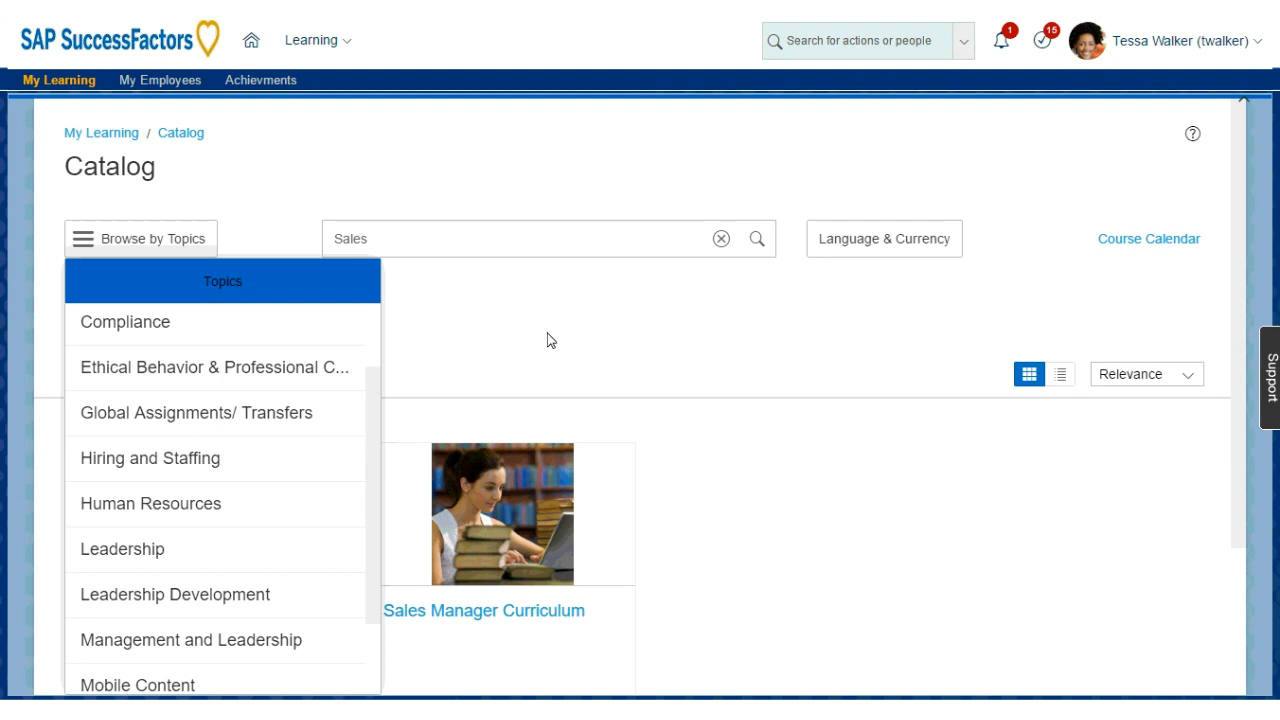 SAP SuccessFactors
Learning
Search for actions or people
1
15
Tessa Walker (twalker)
My Learning
My Employees
Achievments
My Learning / Catalog
Catalog
Browse by Topics
Sales
Language & Currency
Course Calendar
Topics
Compliance
Ethical Behavior & Professional C...
Relevance
Support
Global Assignments/ Transfers
Hiring and Staffing
Human Resources
Leadership
Leadership Development
Sales Manager Curriculum
Management and Leadership
Mobile Content